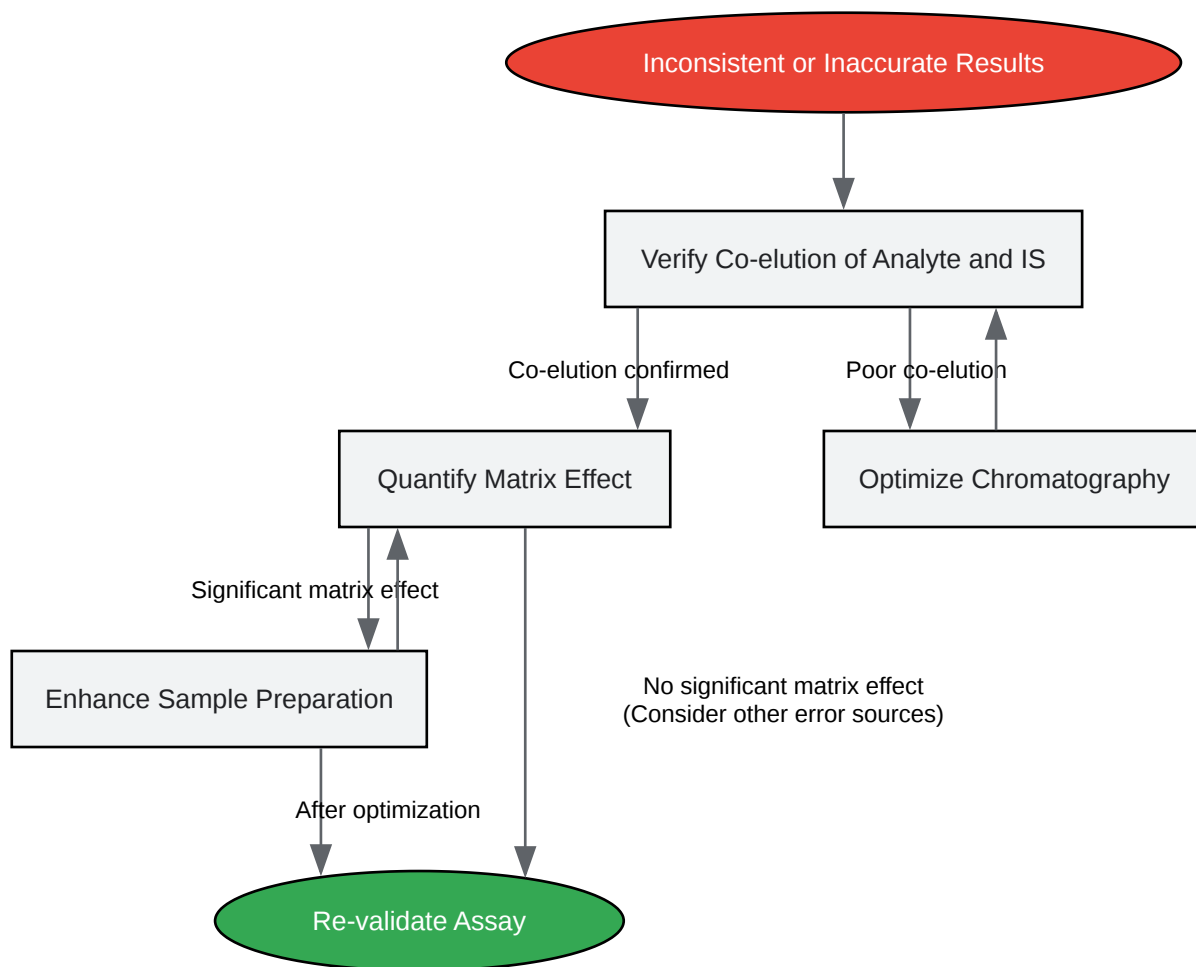 Inconsistent or Inaccurate Results
Verify Co-elution of Analyte and IS
Co-elution confirmed
Poor co-elution
Quantify Matrix Effect
Optimize Chromatography
Significant matrix effect
Enhance Sample Preparation
No significant matrix effect
(Consider other error sources)
After optimization
Re-validate Assay